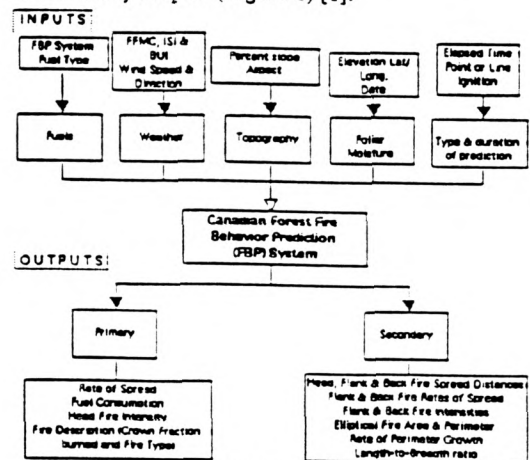 INPUTS
FBP System
Fuel Type
FFMC, ISI &
BUI
Wind Speed &
Direction
Percent slope
Aspect
Elevation Lat/
Long.
Date
Elapsed Time
Point or Line
Ignition
Fuels
Weather
Topography
Foliar
Moisture
Type & duration
of prediction
Canadian Forest Fire
Behavior Prediction
(FBP) System
OUTPUTS
Primary
Secondary
Rate of Spread
Fuel Consumption
Head Fire Intensity
Fire Description (Crown Fraction
burned and Fire Type)
Head, Flank & Back Fire Spread Distances
Flank & Back Fire Rates of Spread
Flank & Back Fire Intensities
Elliptical Fire Area & Perimeter
Rate of Perimeter Growth
Length-to-Breadth ratio